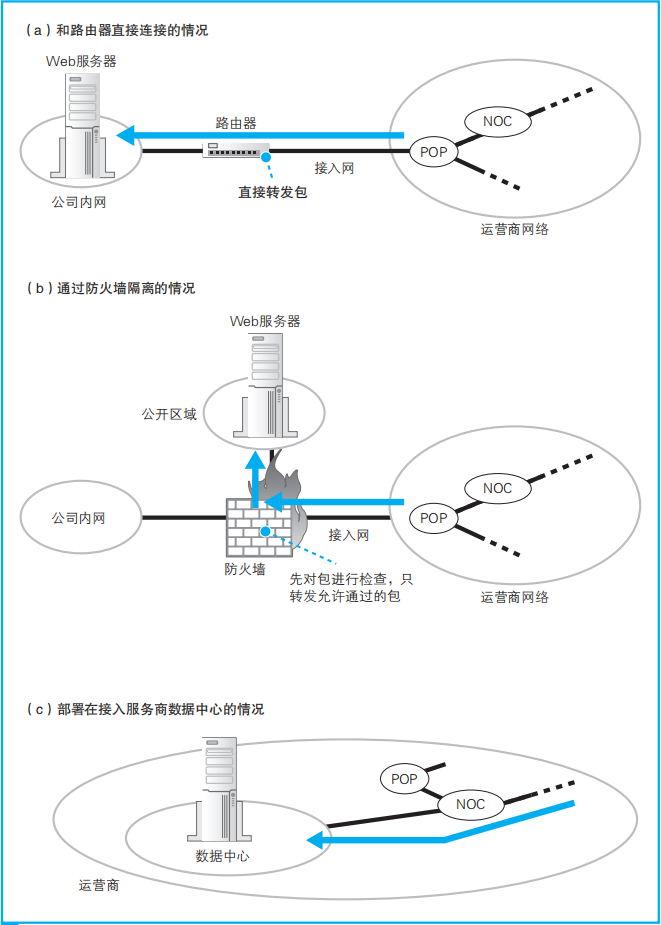 （a）和路由器直接连接的情况
Web服务器
路由器
NOC
POP
接入网
直接转发包
公司内网
运营商网络
（b）通过防火墙隔离的情况
Web服务器
公开区域
NOC
公司内网
POP
接入网
防火墙
先对包进行检查，只
转发允许通过的包
运营商网络
（c）部署在接入服务商数据中心的情况
POP
NOC
数据中心
运营商